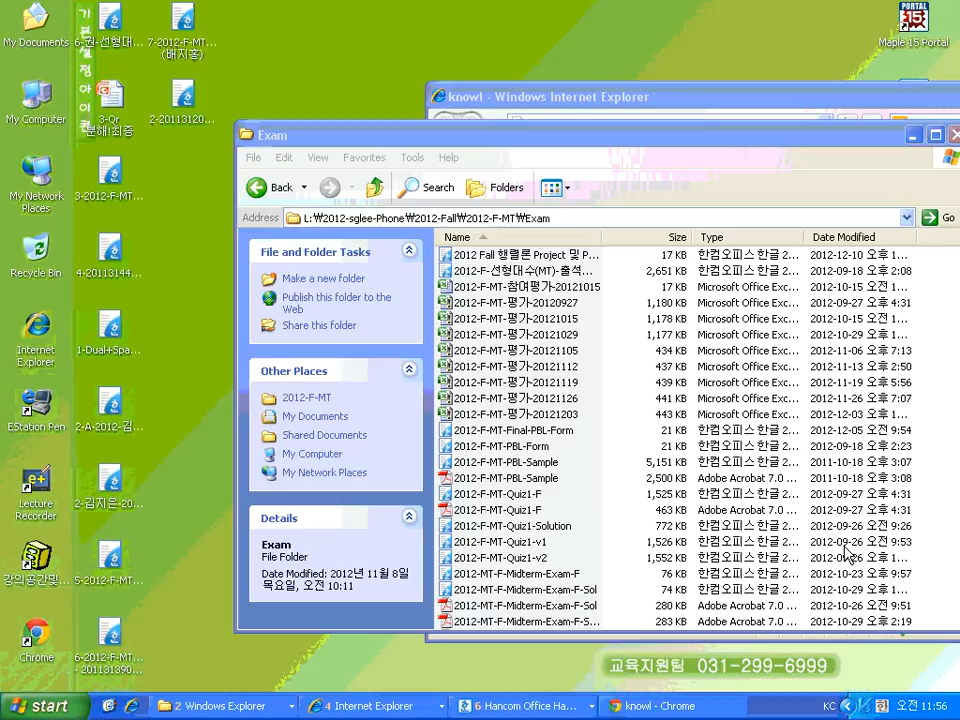 My Documents
6-권-선형대...
7-2012-F-MT...
(배지홍)
Maple 15 Portal
PORTAL
15
My Computer
3-Qr
분해!최종
2-20113120...
My Network
Places
3-2012-F-MT...
Recycle Bin
4-20113144...
Internet
Explorer
1-Dual+Spa...
EStation Pen
2-A-2012-김...
Lecture
Recorder
2-김지은-20...
강의공간및...
5-2012-F-MT...
Chrome
6-2012-F-MT...
- 201131390...
knowl - Windows Internet Explorer
Exam
File Edit View Favorites Tools Help
Back Search Folders
Address L:₩2012-sglee-Phone₩2012-Fall₩2012-F-MT₩Exam Go
File and Folder Tasks
Make a new folder
Publish this folder to the
Web
Share this folder
Other Places
2012-F-MT
My Documents
Shared Documents
My Computer
My Network Places
Details
Exam
File Folder
Date Modified: 2012년 11월 8일
목요일, 오전 10:11
Name Size Type Date Modified
2012 Fall 행렬론 Project 및 P... 17 KB 한컴오피스 한글 2... 2012-12-10 오후 1...
2012-F-선형대수(MT)-출석... 2,651 KB 한컴오피스 한글 2... 2012-09-18 오후 2:08
2012-F-MT-참여평가-20121015 17 KB Microsoft Office Exc... 2012-10-15 오전 1...
2012-F-MT-평가-20120927 1,180 KB Microsoft Office Exc... 2012-09-27 오후 4:31
2012-F-MT-평가-20121015 1,178 KB Microsoft Office Exc... 2012-10-15 오후 1...
2012-F-MT-평가-20121029 1,177 KB Microsoft Office Exc... 2012-10-29 오후 1...
2012-F-MT-평가-20121105 434 KB Microsoft Office Exc... 2012-11-06 오후 7:13
2012-F-MT-평가-20121112 437 KB Microsoft Office Exc... 2012-11-13 오후 2:50
2012-F-MT-평가-20121119 439 KB Microsoft Office Exc... 2012-11-19 오후 5:56
2012-F-MT-평가-20121126 441 KB Microsoft Office Exc... 2012-11-26 오후 7:07
2012-F-MT-평가-20121203 443 KB Microsoft Office Exc... 2012-12-03 오후 1...
2012-F-MT-Final-PBL-Form 21 KB 한컴오피스 한글 2... 2012-12-05 오전 9:54
2012-F-MT-PBL-Form 21 KB 한컴오피스 한글 2... 2012-09-18 오후 2:23
2012-F-MT-PBL-Sample 5,151 KB 한컴오피스 한글 2... 2011-10-18 오후 3:07
2012-F-MT-PBL-Sample 2,500 KB Adobe Acrobat 7.0 ... 2011-10-18 오후 3:08
2012-F-MT-Quiz1-F 1,525 KB 한컴오피스 한글 2... 2012-09-27 오후 4:31
2012-F-MT-Quiz1-F 463 KB Adobe Acrobat 7.0 ... 2012-09-27 오후 4:31
2012-F-MT-Quiz1-Solution 772 KB 한컴오피스 한글 2... 2012-09-26 오전 9:26
2012-F-MT-Quiz1-v1 1,526 KB 한컴오피스 한글 2... 2012-09-26 오전 9:53
2012-F-MT-Quiz1-v2 1,552 KB 한컴오피스 한글 2... 2012-09-26 오후 1...
2012-MT-F-Midterm-Exam-F 76 KB 한컴오피스 한글 2... 2012-10-23 오후 9:57
2012-MT-F-Midterm-Exam-F-Sol 74 KB 한컴오피스 한글 2... 2012-10-29 오후 1...
2012-MT-F-Midterm-Exam-F-Sol 280 KB Adobe Acrobat 7.0 ... 2012-10-26 오전 9:51
2012-MT-F-Midterm-Exam-F-S... 283 KB Adobe Acrobat 7.0 ... 2012-10-29 오후 2:19
교육지원팀 031-299-6999
start 2 Windows Explorer 4 Internet Explorer 6 Hancom Office Ha... knowl - Chrome KC 오전 11:56